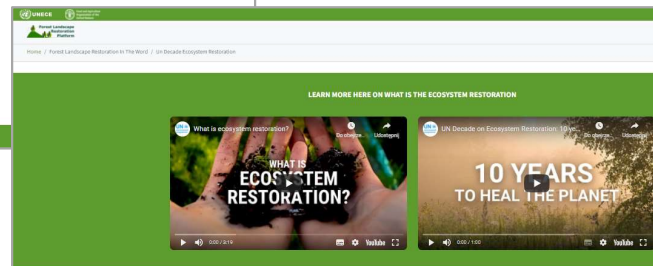 UNECE
Forest Landscape
Restoration
Platform
Home / Forest Landscape Restoration In The World / Un Decade Ecosystem Restoration
LEARN MORE HERE ON WHAT IS THE ECOSYSTEM RESTORATION
What is ecosystem restoration?
Do obejrze...
Udostępnij
WHAT IS
ECOSYSTEM
RESTORATION?
0:00 / 3:19
YouTube
UN Decade on Ecosystem Restoration: 10 ye...
Do obejrze...
Udostępnij
10 YEARS
TO HEAL THE PLANET
0:00 / 1:00
YouTube